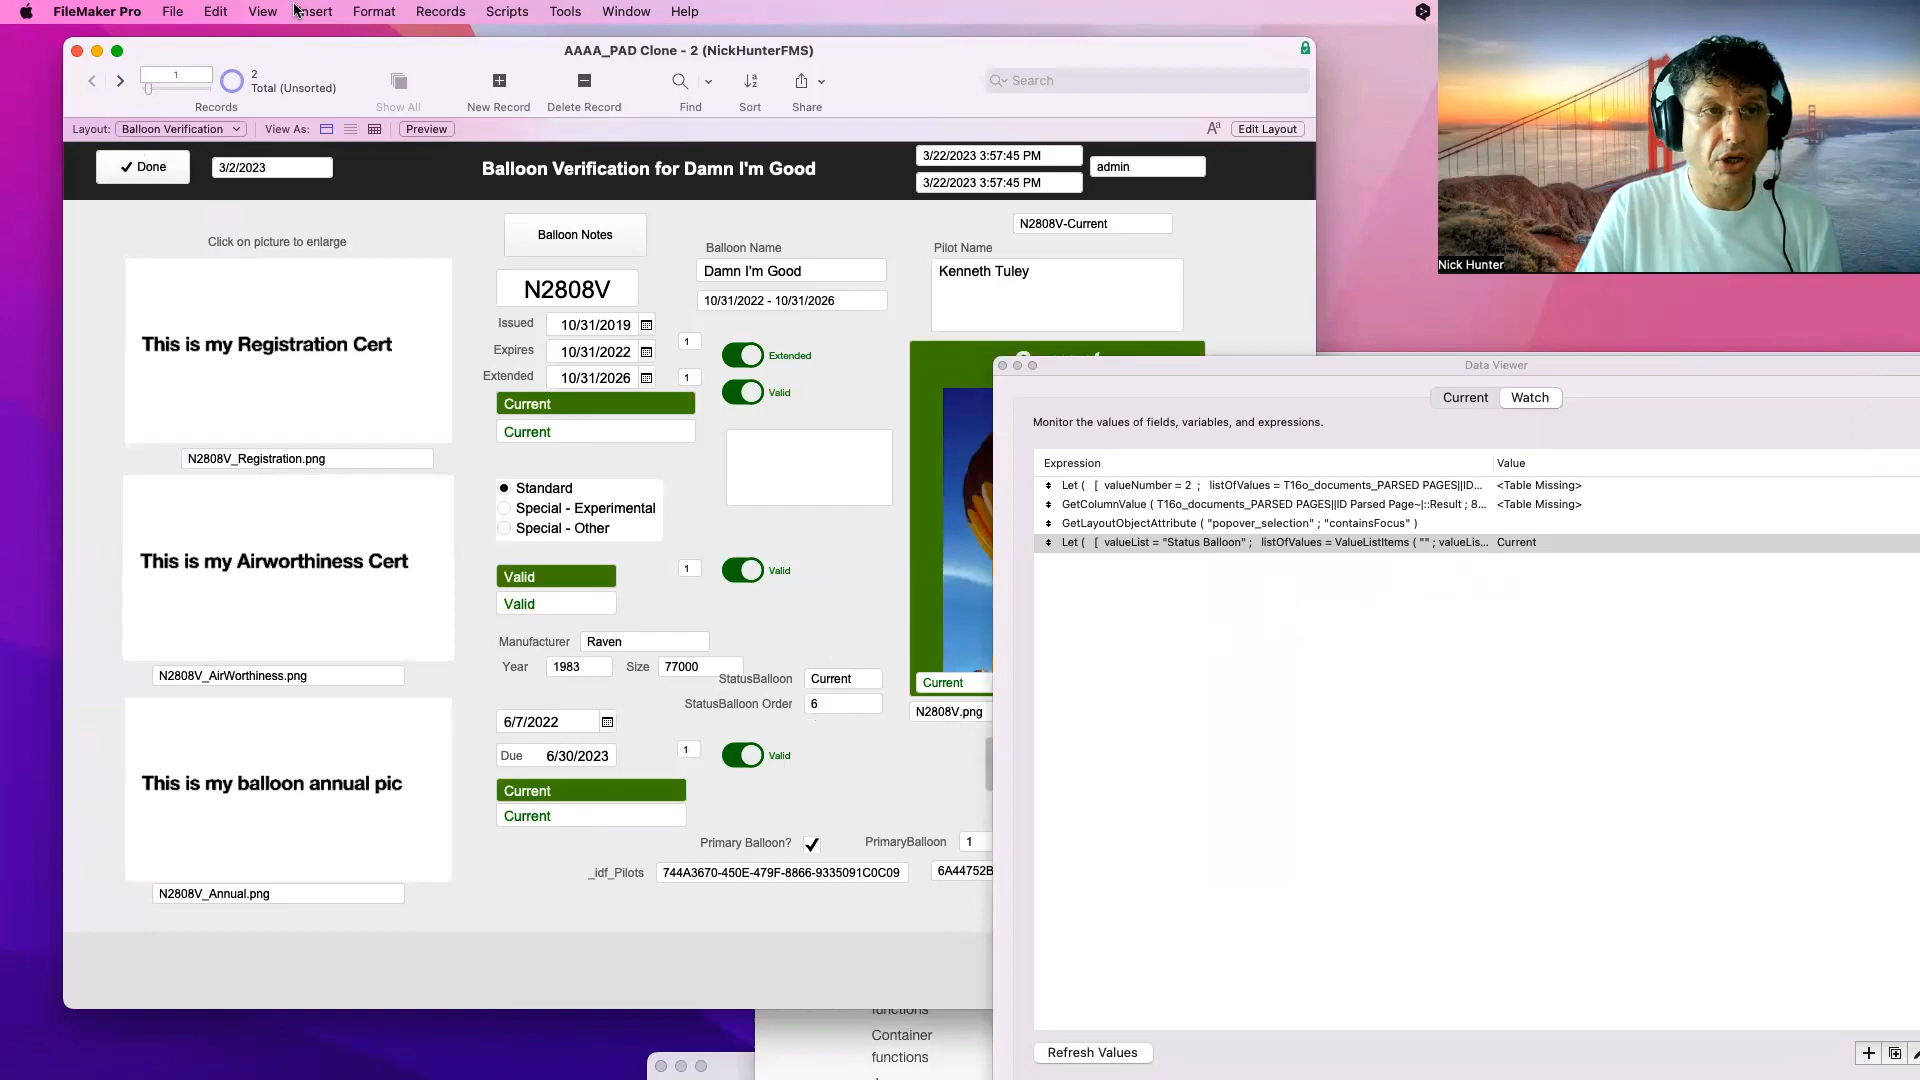 FileMaker Pro File Edit View Insert Format Records Scripts Tools Window Help
AAAA_PAD Clone - 2 (NickHunterFMS)
1
2
Total (Unsorted)
Search
Records Show All New Record Delete Record Find Sort Share
Layout: Balloon Verification View As: Preview Aª Edit Layout
Done
3/2/2023
Balloon Verification for Damn I'm Good
3/22/2023 3:57:45 PM
3/22/2023 3:57:45 PM
admin
Click on picture to enlarge
This is my Registration Cert
N2808V_Registration.png
This is my Airworthiness Cert
N2808V_AirWorthiness.png
This is my balloon annual pic
N2808V_Annual.png
Balloon Notes
N2808V
Issued 10/31/2019
Expires 10/31/2022
Extended 10/31/2026
Current
Current
Standard
Special - Experimental
Special - Other
Valid
Valid
Manufacturer Raven
Year 1983 Size 77000
6/7/2022
Due 6/30/2023
Current
Current
Balloon Name
Damn I'm Good
10/31/2022 - 10/31/2026
1
Extended
1
Valid
1
Valid
StatusBalloon Current
StatusBalloon Order 6
1
Valid
Primary Balloon? PrimaryBalloon 1
_idf_Pilots 744A3670-450E-479F-8866-9335091C0C09 6A44752B
N2808V-Current
Pilot Name
Kenneth Tuley
Current
N2808V.png
Nick Hunter
Data Viewer
Current Watch
Monitor the values of fields, variables, and expressions.
Expression Value
Let ( [ valueNumber = 2 ; listOfValues = T16o_documents_PARSED PAGES||ID... <Table Missing>
GetColumnValue ( T16o_documents_PARSED PAGES||ID Parsed Page~|::Result ; 8... <Table Missing>
GetLayoutObjectAttribute ( "popover_selection" ; "containsFocus" )
Let ( [ valueList = "Status Balloon" ; listOfValues = ValueListItems ( "" ; valueLis... Current
Refresh Values
functions
Container
functions